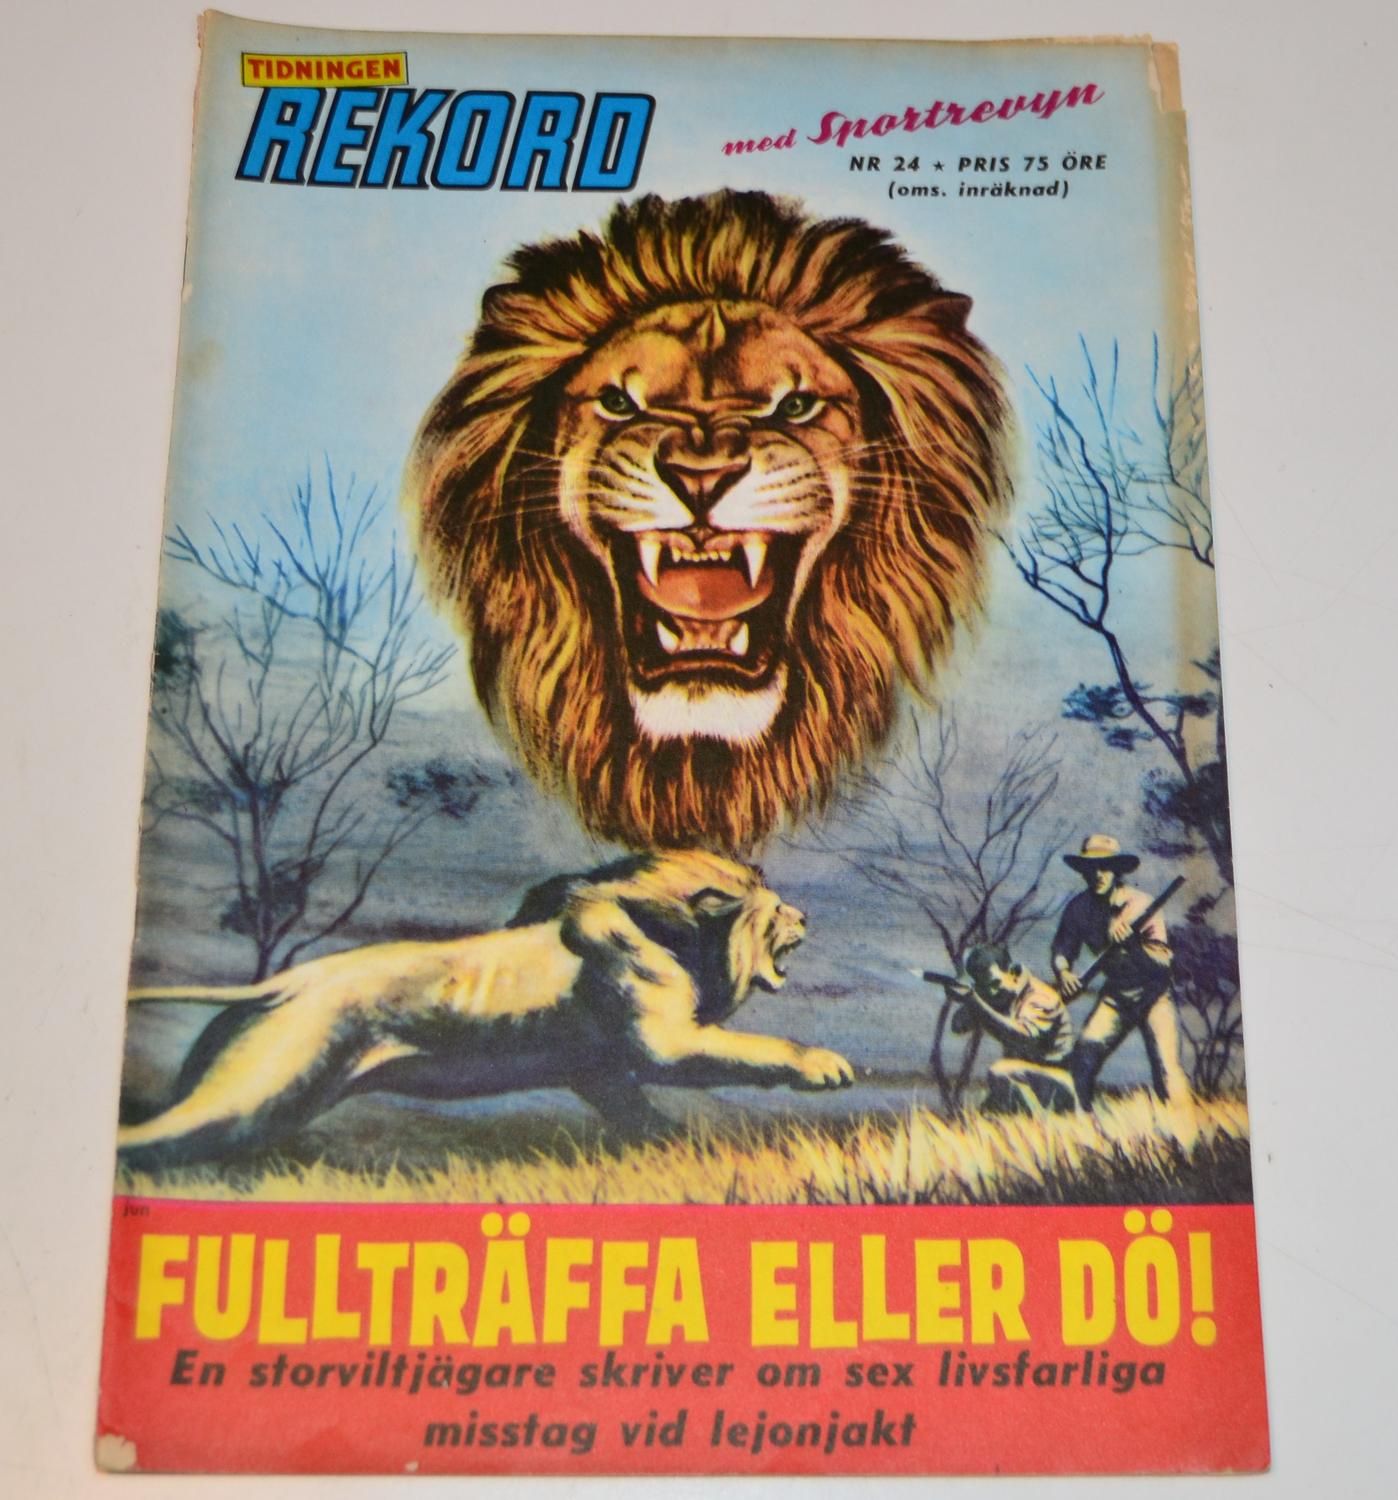 TIDNINGEN
REKORD
med Sportrevyn
NR 24 ★ PRIS 75 ÖRE
(oms. inräknad)
FULLTRÄFFA ELLER DÖ!
En storviltjägare skriver om sex livsfarliga
misstag vid lejonjakt